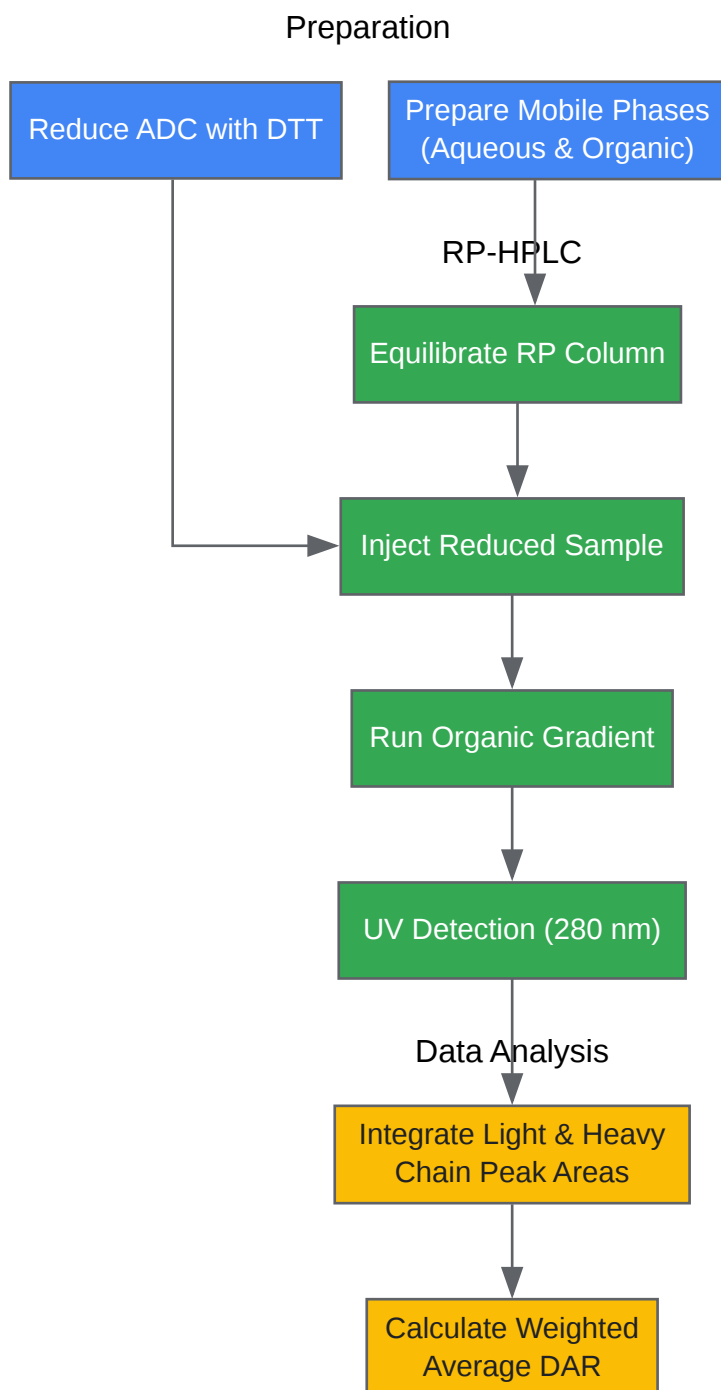 Preparation
Reduce ADC with DTT
Prepare Mobile Phases
(Aqueous & Organic)
RP-HPLC
Equilibrate RP Column
Inject Reduced Sample
Run Organic Gradient
UV Detection (280 nm)
Data Analysis
Integrate Light & Heavy
Chain Peak Areas
Calculate Weighted
Average DAR